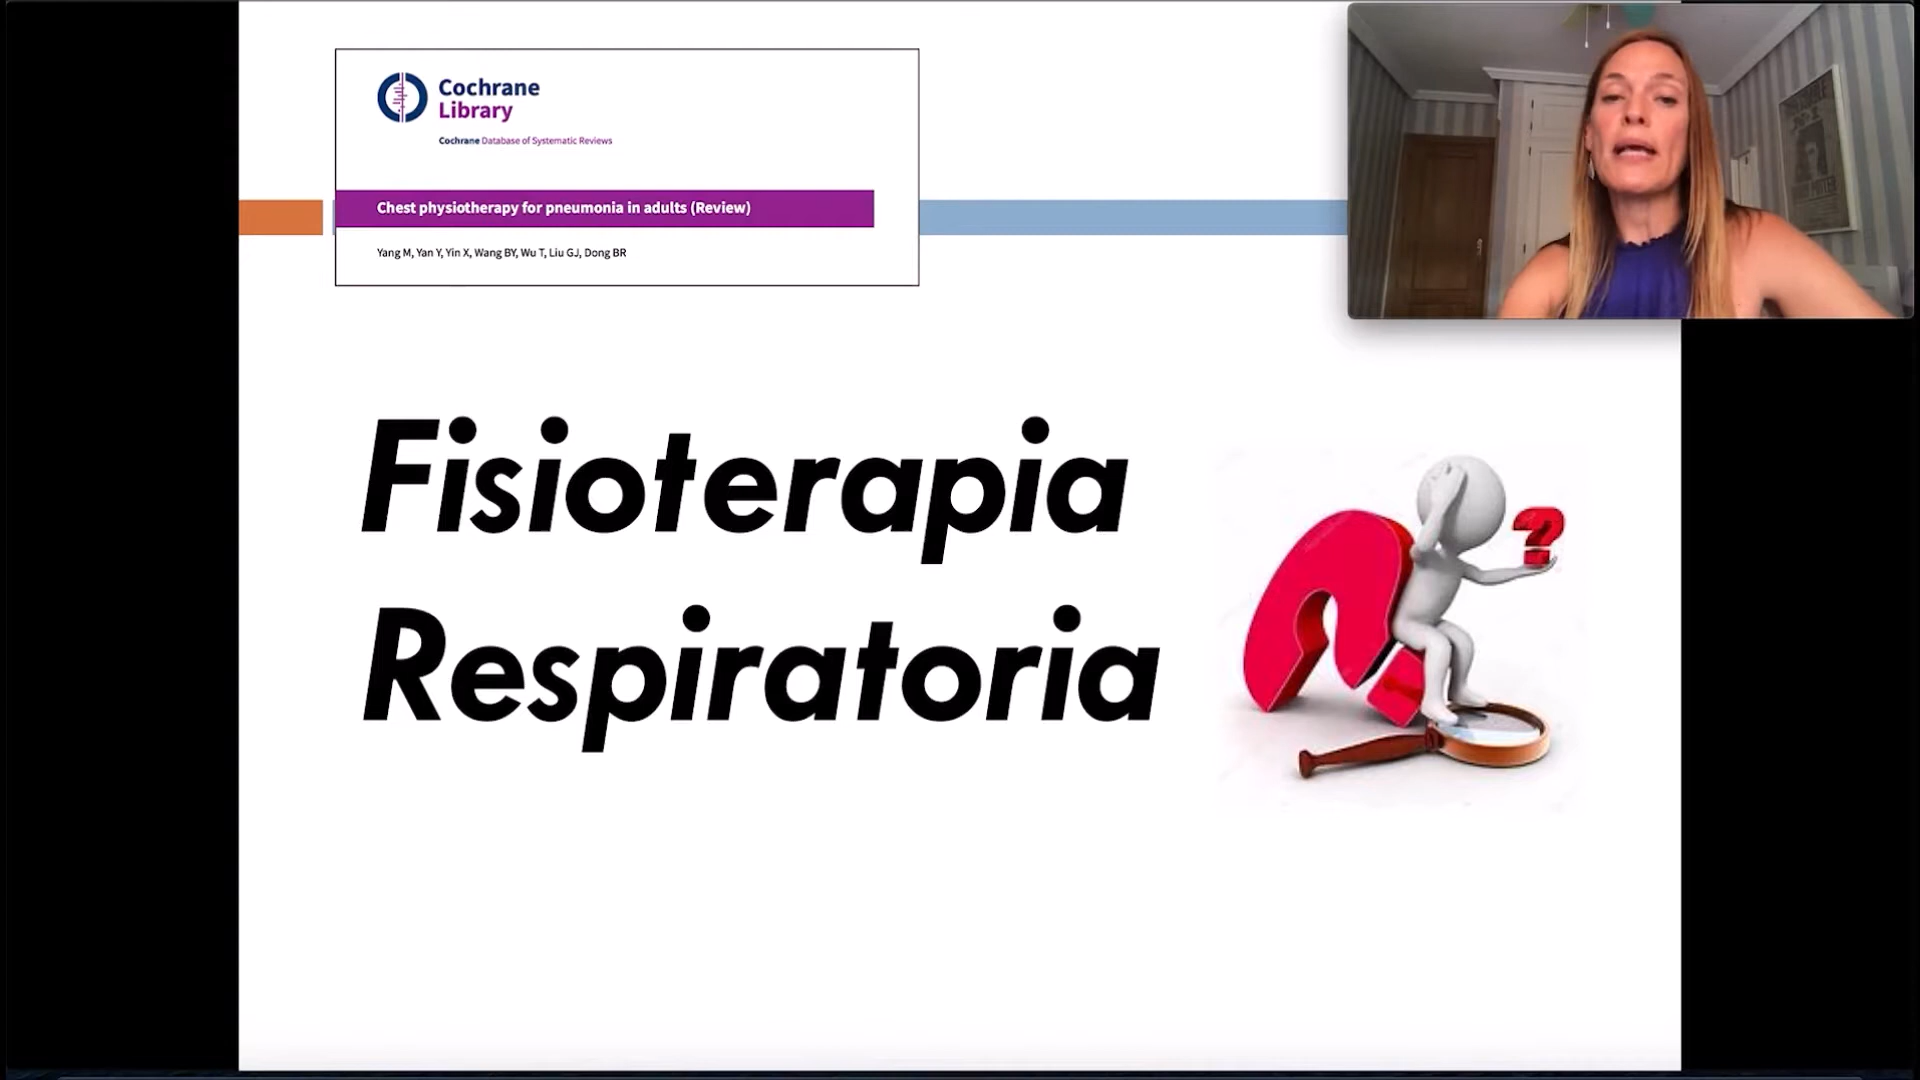 Cochrane
Library
Cochrane Database of Systematic Reviews
Chest physiotherapy for pneumonia in adults (Review)
Yang M, Yan Y, Yin X, Wang BY, Wu T, Liu GJ, Dong BR
Fisioterapia
?
Respiratoria